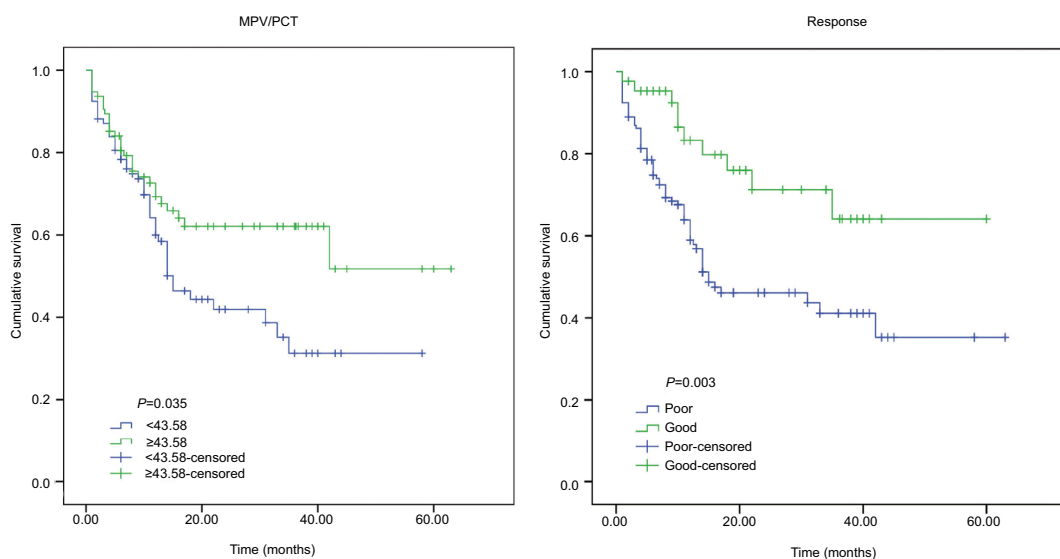 MPV/PCT
1.0
0.8
0.6
0.4
0.2
0.0
Cumulative survival
P=0.035
<43.58
≥43.58
<43.58-censored
≥43.58-censored
0.00
20.00
40.00
60.00
Time (months)
Response
1.0
0.8
0.6
0.4
0.2
0.0
Cumulative survival
P=0.003
Poor
Good
Poor-censored
Good-censored
0.00
20.00
40.00
60.00
Time (months)